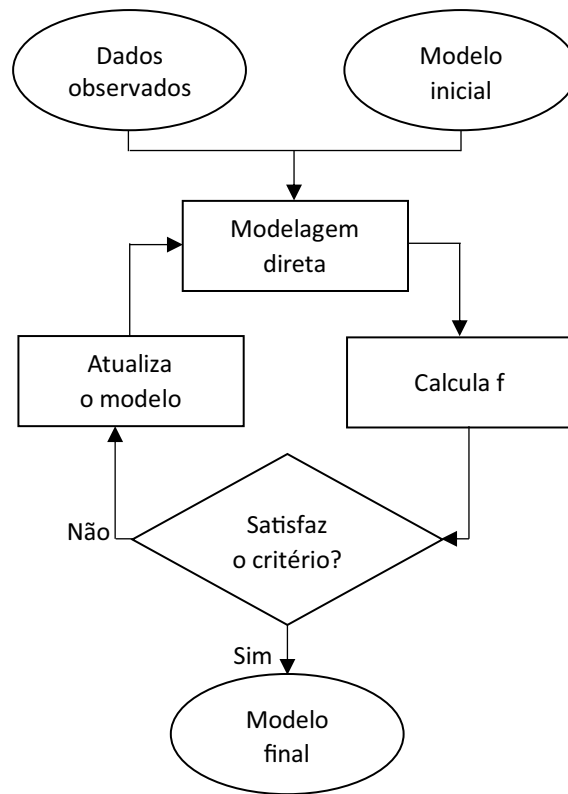 Dados
observados
Modelo
inicial
Modelagem
direta
Atualiza
o modelo
Calcula f
Não
Satisfaz
o critério?
Sim
Modelo
final